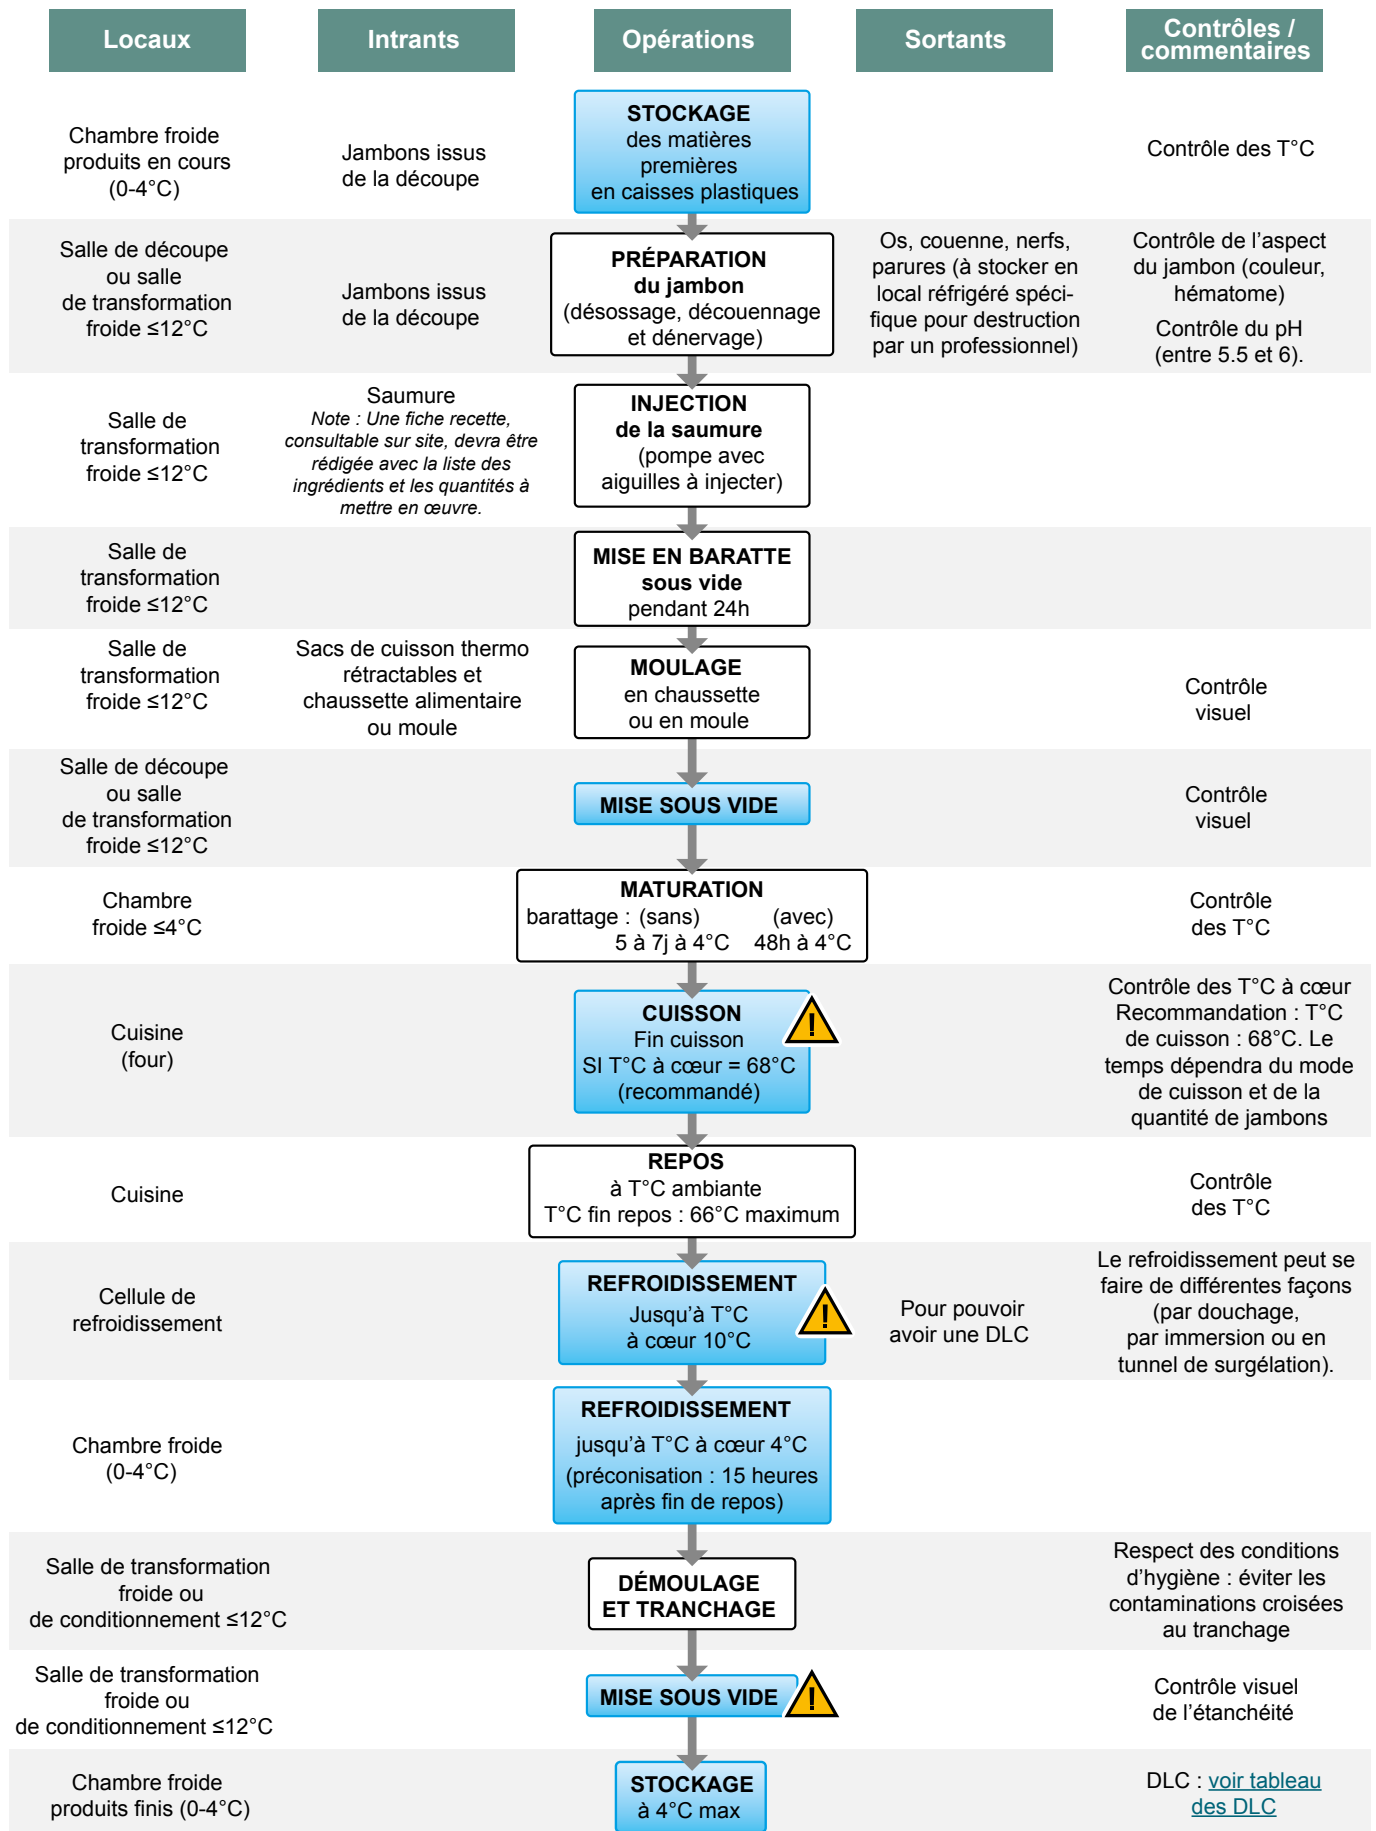 Locaux
Intrants
Opérations
Sortants
Contrôles /
commentaires
Chambre froide
produits en cours
(0-4°C)
Jambons issus
de la découpe
STOCKAGE
des matières
premières
en caisses plastiques
Contrôle des T°C
Salle de découpe
ou salle
de transformation
froide ≤12°C
Jambons issus
de la découpe
PRÉPARATION
du jambon
(désossage, découennage
et dénervage)
Os, couenne, nerfs,
parures (à stocker en
local réfrigéré spéci-
fique pour destruction
par un professionnel)
Contrôle de l’aspect
du jambon (couleur,
hématome)
Contrôle du pH
(entre 5.5 et 6).
Salle de
transformation
froide ≤12°C
Saumure
Note : Une fiche recette,
consultable sur site, devra être
rédigée avec la liste des
ingrédients et les quantités à
mettre en œuvre.
INJECTION
de la saumure
(pompe avec
aiguilles à injecter)
Salle de
transformation
froide ≤12°C
MISE EN BARATTE
sous vide
pendant 24h
Salle de
transformation
froide ≤12°C
Sacs de cuisson thermo
rétractables et
chaussette alimentaire
ou moule
MOULAGE
en chaussette
ou en moule
Contrôle
visuel
Salle de découpe
ou salle
de transformation
froide ≤12°C
MISE SOUS VIDE
Contrôle
visuel
Chambre
froide ≤4°C
MATURATION
barattage : (sans) (avec)
5 à 7j à 4°C 48h à 4°C
Contrôle
des T°C
Cuisine
(four)
CUISSON
Fin cuisson
SI T°C à cœur = 68°C
(recommandé)
!
Contrôle des T°C à cœur
Recommandation : T°C
de cuisson : 68°C. Le
temps dépendra du mode
de cuisson et de la
quantité de jambons
Cuisine
REPOS
à T°C ambiante
T°C fin repos : 66°C maximum
Contrôle
des T°C
Cellule de
refroidissement
REFROIDISSEMENT
Jusqu’à T°C
à cœur 10°C
!
Pour pouvoir
avoir une DLC
Le refroidissement peut se
faire de différentes façons
(par douchage,
par immersion ou en
tunnel de surgélation).
Chambre froide
(0-4°C)
REFROIDISSEMENT
jusqu’à T°C à cœur 4°C
(préconisation : 15 heures
après fin de repos)
Salle de transformation
froide ou
de conditionnement ≤12°C
DÉMOULAGE
ET TRANCHAGE
Respect des conditions
d’hygiène : éviter les
contaminations croisées
au tranchage
Salle de transformation
froide ou
de conditionnement ≤12°C
MISE SOUS VIDE
!
Contrôle visuel
de l’étanchéité
Chambre froide
produits finis (0-4°C)
STOCKAGE
à 4°C max
DLC : voir tableau
des DLC